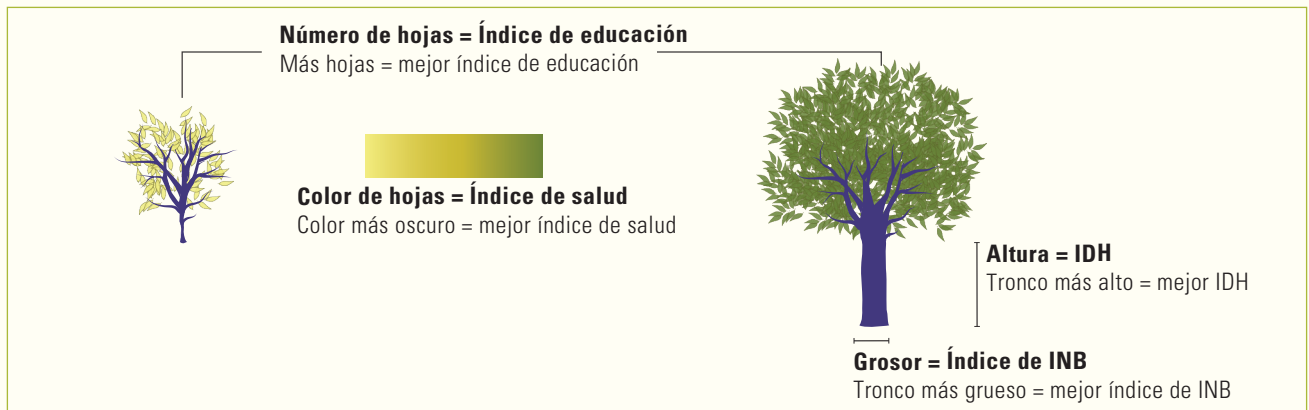 Número de hojas = Índice de educación
Más hojas = mejor índice de educación
Color de hojas = Índice de salud
Color más oscuro = mejor índice de salud
Altura = IDH
Tronco más alto = mejor IDH
Grosor = Índice de INB
Tronco más grueso = mejor índice de INB